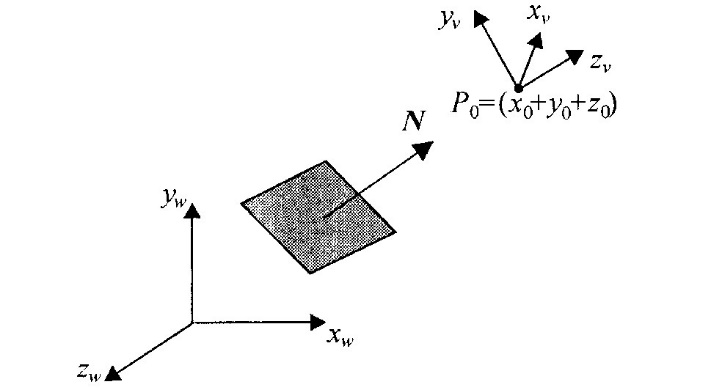 y_v x_v
z_v
P_0=(x_0+y_0+z_0)
N
y_w
x_w
z_w